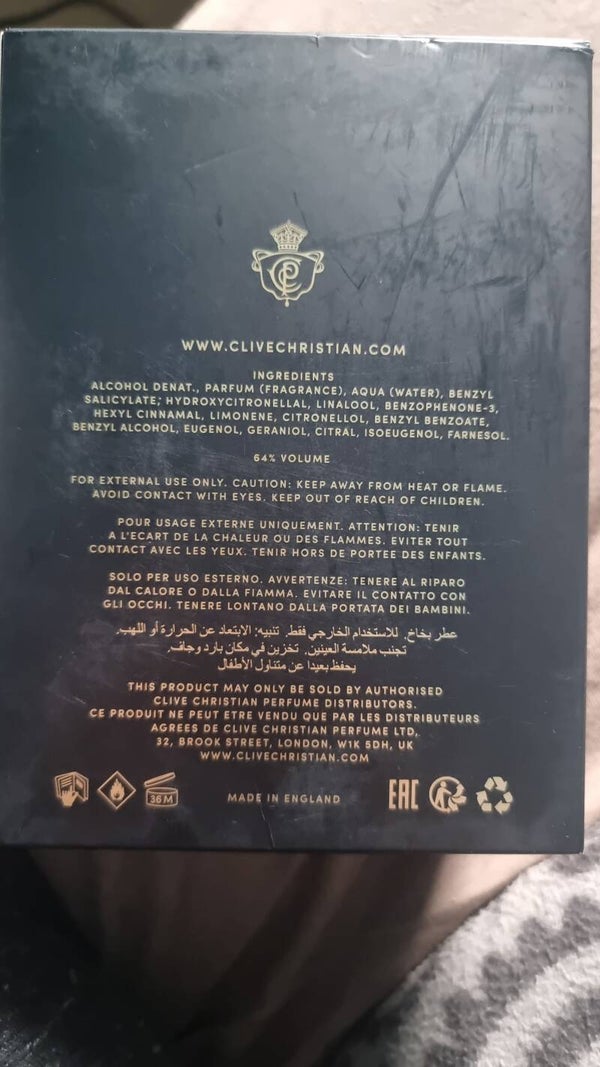 WWW.CLIVECHRISTIAN.COM
INGREDIENTS
ALCOHOL DENAT., PARFUM (FRAGRANCE), AQUA (WATER), BENZYL
SALICYLATE, HYDROXYCITRONELLAL, LINALOOL, BENZOPHENONE-3,
HEXYL CINNAMAL, LIMONENE, CITRONELLOL, BENZYL BENZOATE,
BENZYL ALCOHOL, EUGENOL, GERANIOL, CITRAL, ISOEUGENOL, FARNESOL.
64% VOLUME
FOR EXTERNAL USE ONLY. CAUTION: KEEP AWAY FROM HEAT OR FLAME.
AVOID CONTACT WITH EYES. KEEP OUT OF REACH OF CHILDREN.
POUR USAGE EXTERNE UNIQUEMENT. ATTENTION: TENIR
A L'ECART DE LA CHALEUR OU DES FLAMMES. EVITER TOUT
CONTACT AVEC LES YEUX. TENIR HORS DE PORTEE DES ENFANTS.
SOLO PER USO ESTERNO. AVVERTENZE: TENERE AL RIPARO
DAL CALORE O DALLA FIAMMA. EVITARE IL CONTATTO CON
GLI OCCHI. TENERE LONTANO DALLA PORTATA DEI BAMBINI.
عطر بخاخ. للاستخدام الخارجي فقط. تنبيه: الابتعاد عن الحرارة أو اللهب.
تجنب ملامسة العينين. تخزين في مكان بارد وجاف.
يحفظ بعيدا عن متناول الأطفال
THIS PRODUCT MAY ONLY BE SOLD BY AUTHORISED
CLIVE CHRISTIAN PERFUME DISTRIBUTORS.
CE PRODUIT NE PEUT ETRE VENDU QUE PAR LES DISTRIBUTEURS
AGREES DE CLIVE CHRISTIAN PERFUME LTD,
32, BROOK STREET, LONDON, W1K 5DH, UK
WWW.CLIVECHRISTIAN.COM
36 M
MADE IN ENGLAND
EAC